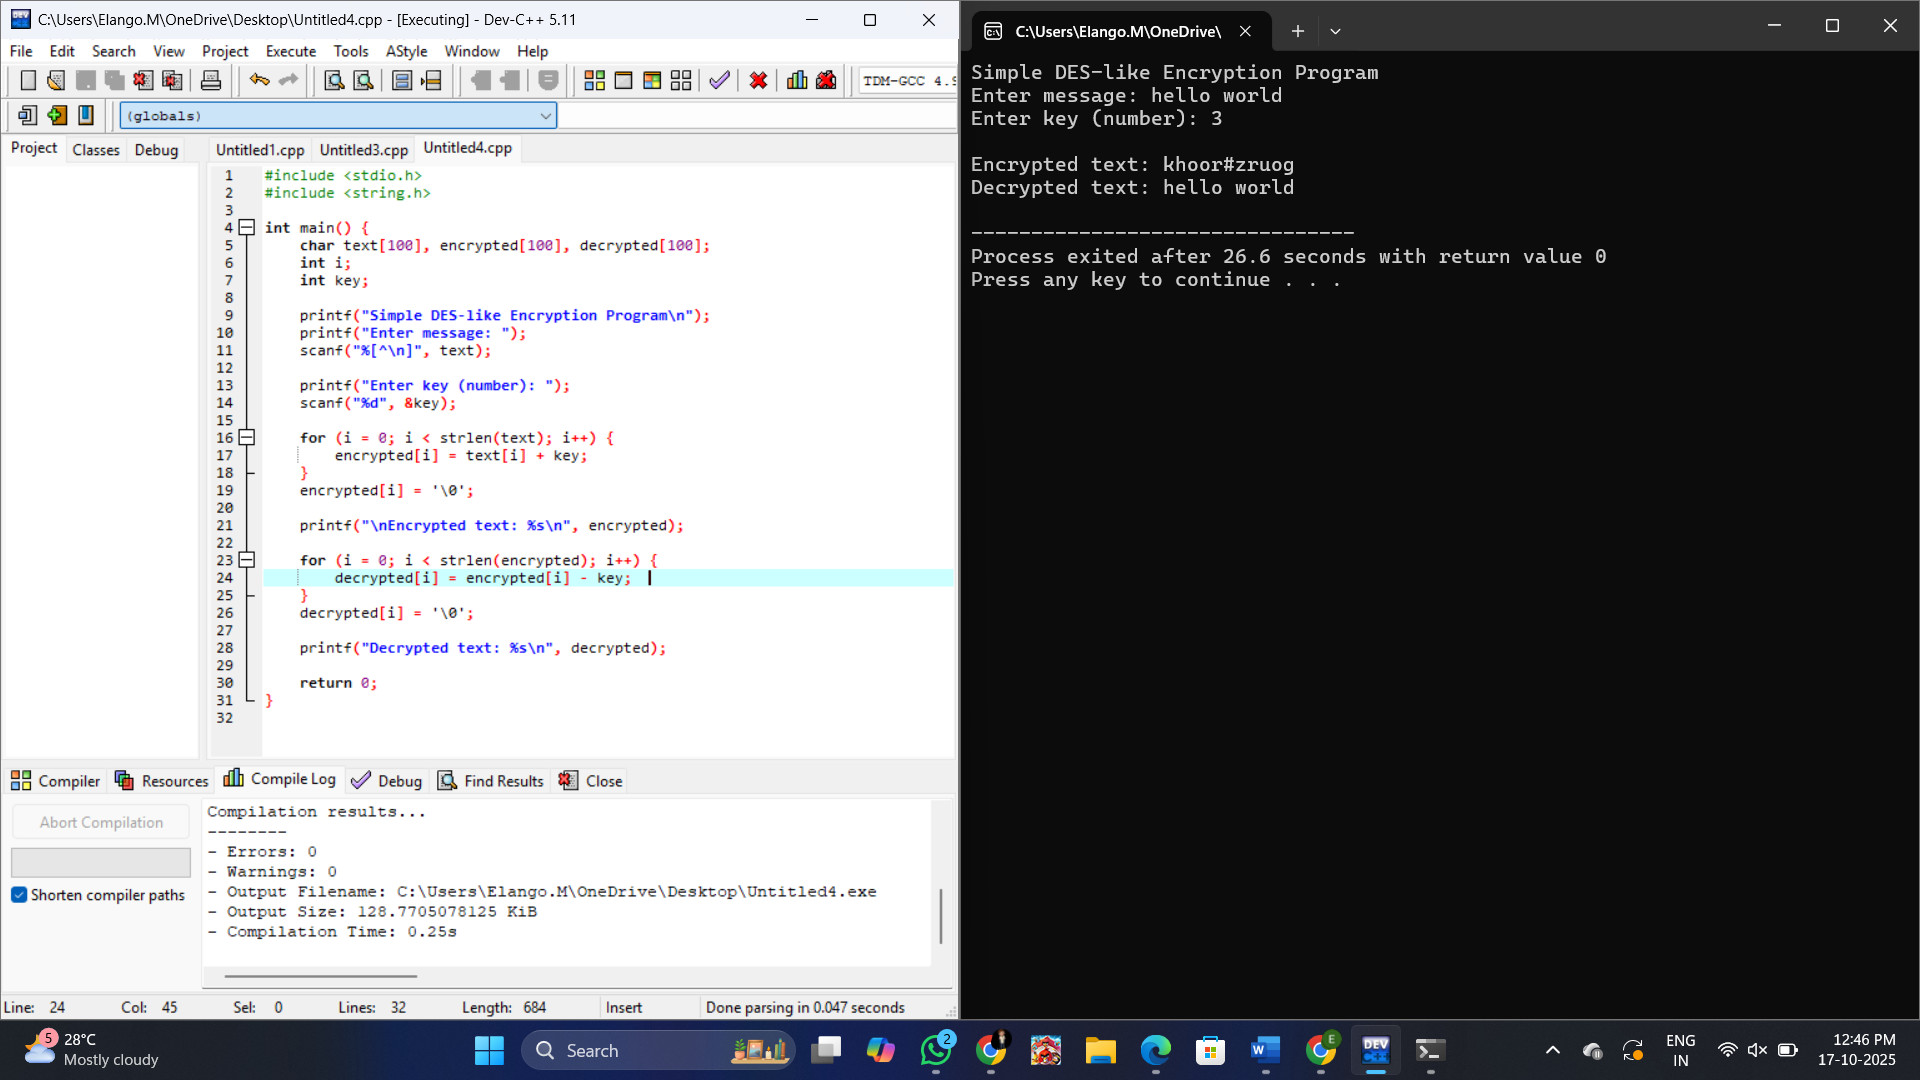 C:\Users\Elango.M\OneDrive\Desktop\Untitled4.cpp - [Executing] - Dev-C++ 5.11
File Edit Search View Project Execute Tools AStyle Window Help
TDM-GCC 4.9
(globals)
Project Classes Debug
Untitled1.cpp Untitled3.cpp Untitled4.cpp
1 #include <stdio.h>
2 #include <string.h>
3
4 int main() {
5 char text[100], encrypted[100], decrypted[100];
6 int i;
7 int key;
8
9 printf("Simple DES-like Encryption Program\n");
10 printf("Enter message: ");
11 scanf("%[^\n]", text);
12
13 printf("Enter key (number): ");
14 scanf("%d", &key);
15
16 for (i = 0; i < strlen(text); i++) {
17 encrypted[i] = text[i] + key;
18 }
19 encrypted[i] = '\0';
20
21 printf("\nEncrypted text: %s\n", encrypted);
22
23 for (i = 0; i < strlen(encrypted); i++) {
24 decrypted[i] = encrypted[i] - key;
25 }
26 decrypted[i] = '\0';
27
28 printf("Decrypted text: %s\n", decrypted);
29
30 return 0;
31 }
32
Compiler Resources Compile Log Debug Find Results Close
Abort Compilation
Shorten compiler paths
Compilation results...
--------
- Errors: 0
- Warnings: 0
- Output Filename: C:\Users\Elango.M\OneDrive\Desktop\Untitled4.exe
- Output Size: 128.7705078125 KiB
- Compilation Time: 0.25s
Line: 24 Col: 45 Sel: 0 Lines: 32 Length: 684 Insert Done parsing in 0.047 seconds
C:\Users\Elango.M\OneDrive\
Simple DES-like Encryption Program
Enter message: hello world
Enter key (number): 3
Encrypted text: khoor#zruog
Decrypted text: hello world
--------------------------------
Process exited after 26.6 seconds with return value 0
Press any key to continue . . .
5
28°C
Mostly cloudy
Search
2
E
DEV
C++
W
ENG
IN
12:46 PM
17-10-2025